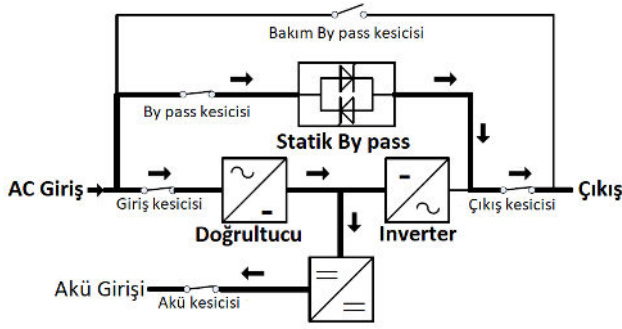 Bakım By pass kesicisi
By pass kesicisi
Statik By pass
AC Giriş
Giriş kesicisi
Doğrultucu
Inverter
Çıkış kesicisi
Çıkış
Akü Girişi
Akü kesicisi